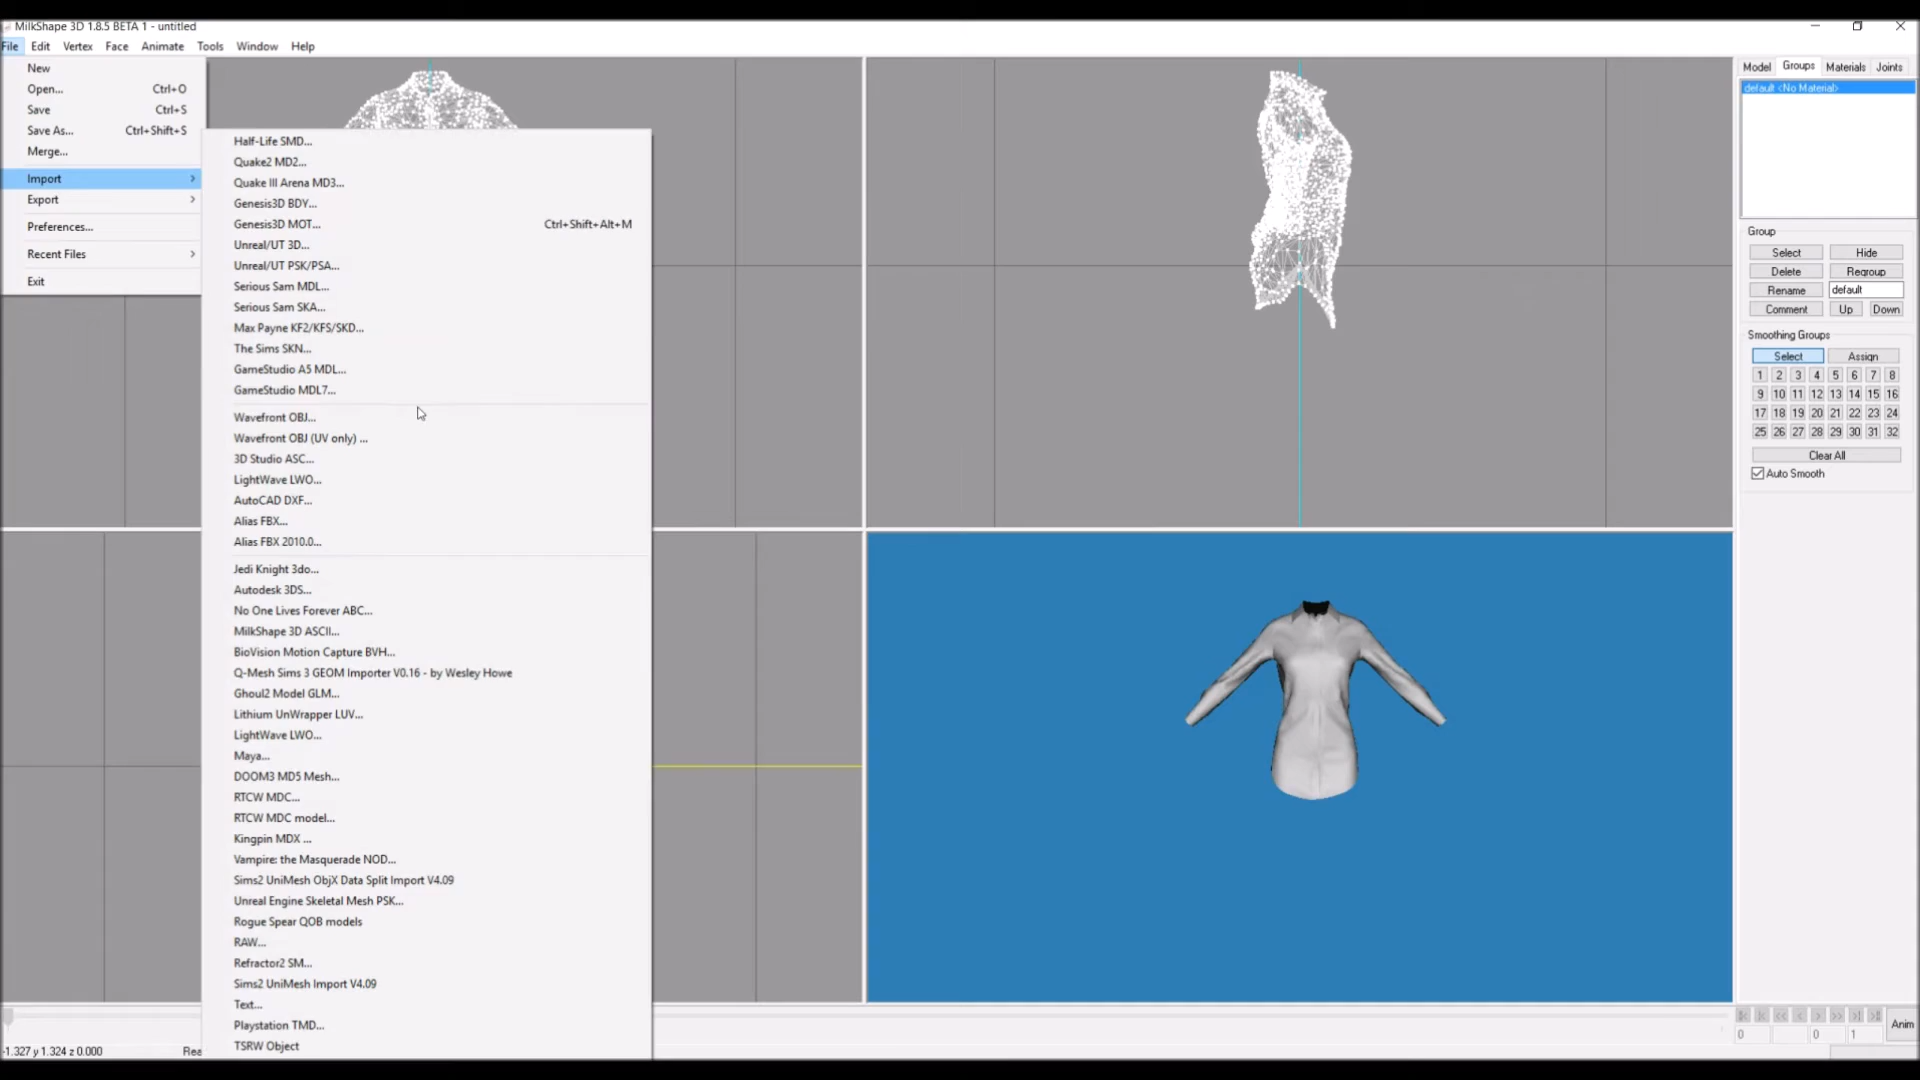 MilkShape 3D 1.8.5 BETA 1 - untitled
File Edit Vertex Face Animate Tools Window Help
New
Open... Ctrl+O
Save Ctrl+S
Save As... Ctrl+Shift+S
Merge...
Import
Export
Preferences...
Recent Files
Exit
Half-Life SMD...
Quake2 MD2...
Quake III Arena MD3...
Genesis3D BDY...
Genesis3D MOT... Ctrl+Shift+Alt+M
Unreal/UT 3D...
Unreal/UT PSK/PSA...
Serious Sam MDL...
Serious Sam SKA...
Max Payne KF2/KFS/SKD...
The Sims SKN...
GameStudio A5 MDL...
GameStudio MDL7...
Wavefront OBJ...
Wavefront OBJ (UV only) ...
3D Studio ASC...
LightWave LWO...
AutoCAD DXF...
Alias FBX...
Alias FBX 2010.0...
Jedi Knight 3do...
Autodesk 3DS...
No One Lives Forever ABC...
MilkShape 3D ASCII...
BioVision Motion Capture BVH...
Q-Mesh Sims 3 GEOM Importer V0.16 - by Wesley Howe
Ghoul2 Model GLM...
Lithium UnWrapper LUV...
LightWave LWO...
Maya...
DOOM3 MD5 Mesh...
RTCW MDC...
RTCW MDC model...
Kingpin MDX ...
Vampire: the Masquerade NOD...
Sims2 UniMesh ObjX Data Split Import V4.09
Unreal Engine Skeletal Mesh PSK...
Rogue Spear QOB models
RAW...
Refractor2 SM...
Sims2 UniMesh Import V4.09
Text...
Playstation TMD...
TSRW Object
Model Groups Materials Joints
default <No Material>
Group
Select Hide
Delete Regroup
Rename default
Comment Up Down
Smoothing Groups
Select Assign
1 2 3 4 5 6 7 8
9 10 11 12 13 14 15 16
17 18 19 20 21 22 23 24
25 26 27 28 29 30 31 32
Clear All
Auto Smooth
Anim
0 0 1
-1.327 y 1.324 z 0.000 Rea